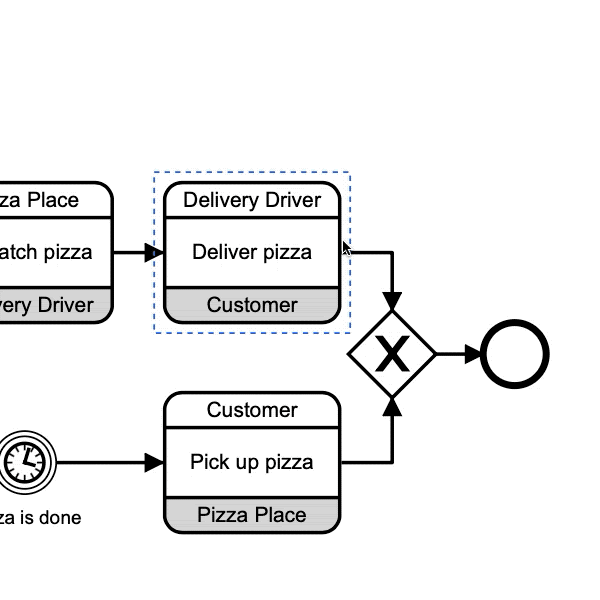 za Place
Delivery Driver
atch pizza
Deliver pizza
very Driver
Customer
X
Customer
Pick up pizza
Pizza Place
za is done